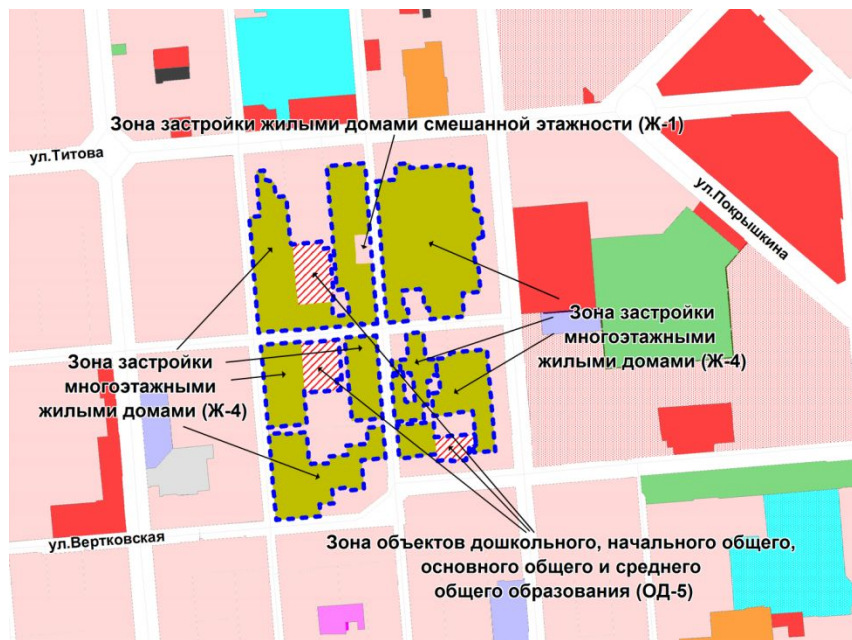 Зона застройки жилыми домами смешанной этажности (Ж-1)
ул.Титова
ул.Покрышкина
Зона застройки
многоэтажными
жилыми домами (Ж-4)
Зона застройки
многоэтажными
жилыми домами (Ж-4)
ул.Вертковская
Зона объектов дошкольного, начального общего,
основного общего и среднего
общего образования (ОД-5)